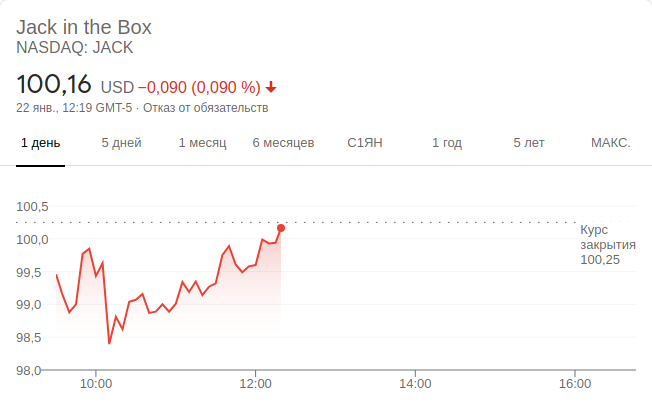 Jack in the Box
NASDAQ: JACK
100,16 USD −0,090 (0,090 %)
22 янв., 12:19 GMT-5 · Отказ от обязательств
1 день 5 дней 1 месяц 6 месяцев С1ЯН 1 год 5 лет МАКС.
100,5
100,0
99,5
99,0
98,5
98,0
Курс
закрытия
100,25
10:00 12:00 14:00 16:00